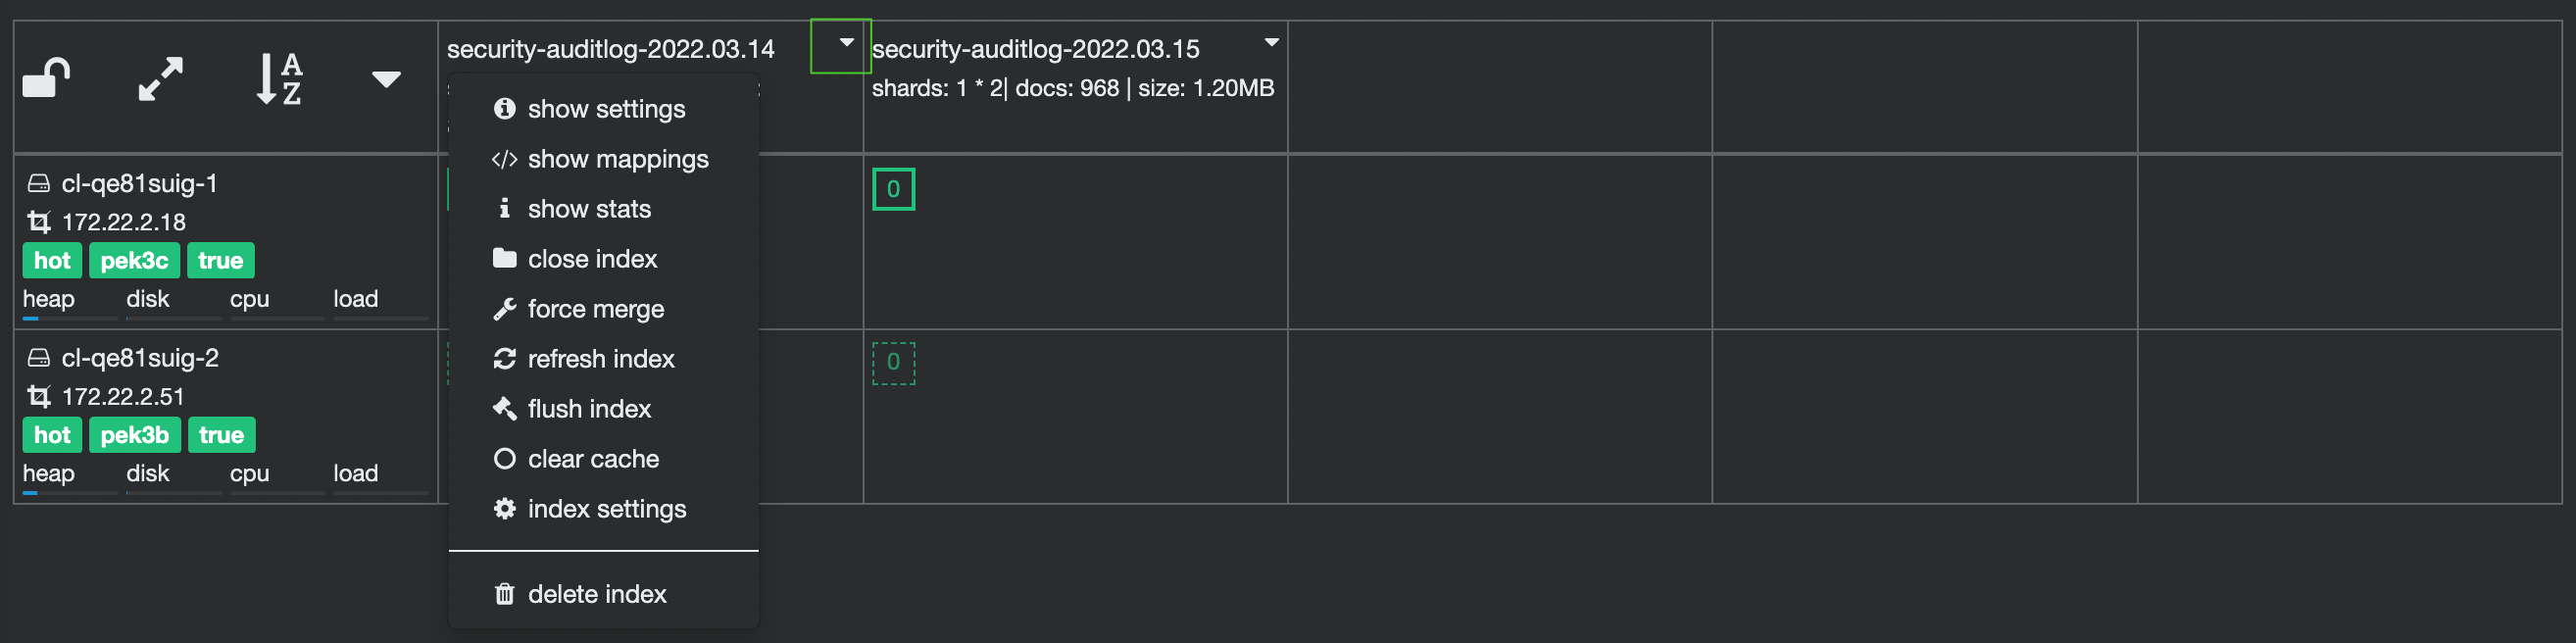 security-auditlog-2022.03.14
security-auditlog-2022.03.15
shards: 1 * 2| docs: 968 | size: 1.20MB
show settings
show mappings
show stats
close index
force merge
refresh index
flush index
clear cache
index settings
delete index
cl-qe81suig-1
172.22.2.18
hot pek3c true
heap disk cpu load
0
cl-qe81suig-2
172.22.2.51
hot pek3b true
heap disk cpu load
0